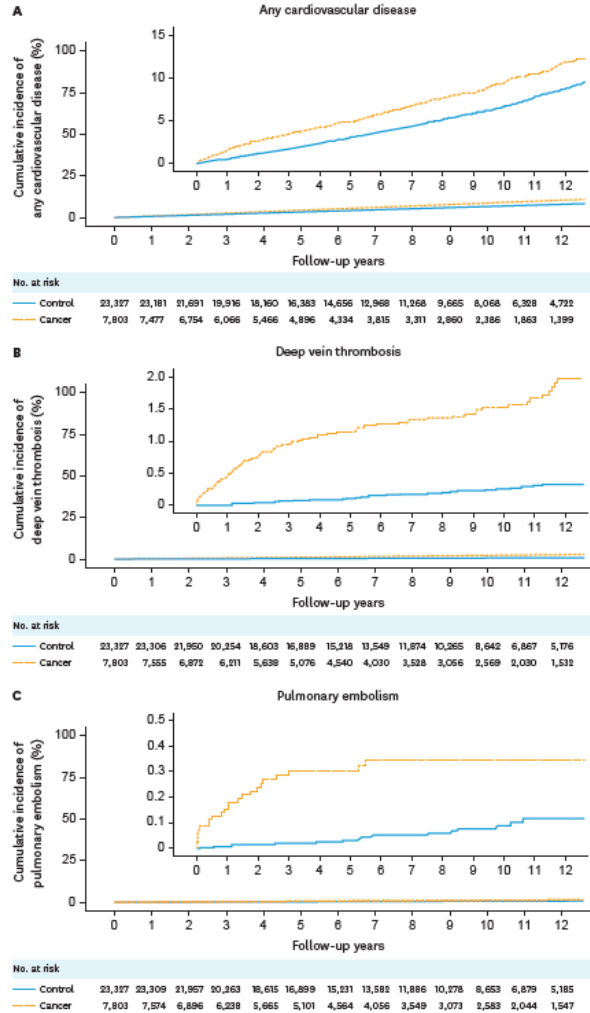 A
Any cardiovascular disease
Cumulative incidence of
any cardiovascular disease (%)
100
75
50
25
0
15
10
5
0
0 1 2 3 4 5 6 7 8 9 10 11 12
0 1 2 3 4 5 6 7 8 9 10 11 12
Follow-up years
No. at risk
Control 23,327 23,181 21,691 19,916 18,160 16,383 14,656 12,968 11,268 9,665 8,068 6,328 4,722
Cancer 7,803 7,477 6,754 6,066 5,466 4,896 4,334 3,815 3,311 2,860 2,386 1,863 1,399
B
Deep vein thrombosis
Cumulative incidence of
deep vein thrombosis (%)
100
75
50
25
0
2.0
1.5
1.0
0.5
0
0 1 2 3 4 5 6 7 8 9 10 11 12
0 1 2 3 4 5 6 7 8 9 10 11 12
Follow-up years
No. at risk
Control 23,327 23,306 21,950 20,254 18,603 16,889 15,218 13,549 11,874 10,265 8,642 6,867 5,176
Cancer 7,803 7,555 6,872 6,211 5,638 5,076 4,540 4,030 3,528 3,056 2,569 2,030 1,532
C
Pulmonary embolism
Cumulative incidence of
pulmonary embolism (%)
100
75
50
25
0
0.5
0.4
0.3
0.2
0.1
0
0 1 2 3 4 5 6 7 8 9 10 11 12
0 1 2 3 4 5 6 7 8 9 10 11 12
Follow-up years
No. at risk
Control 23,327 23,309 21,957 20,263 18,615 16,899 15,231 13,582 11,886 10,278 8,653 6,879 5,185
Cancer 7,803 7,574 6,896 6,238 5,665 5,101 4,564 4,056 3,549 3,073 2,583 2,044 1,547